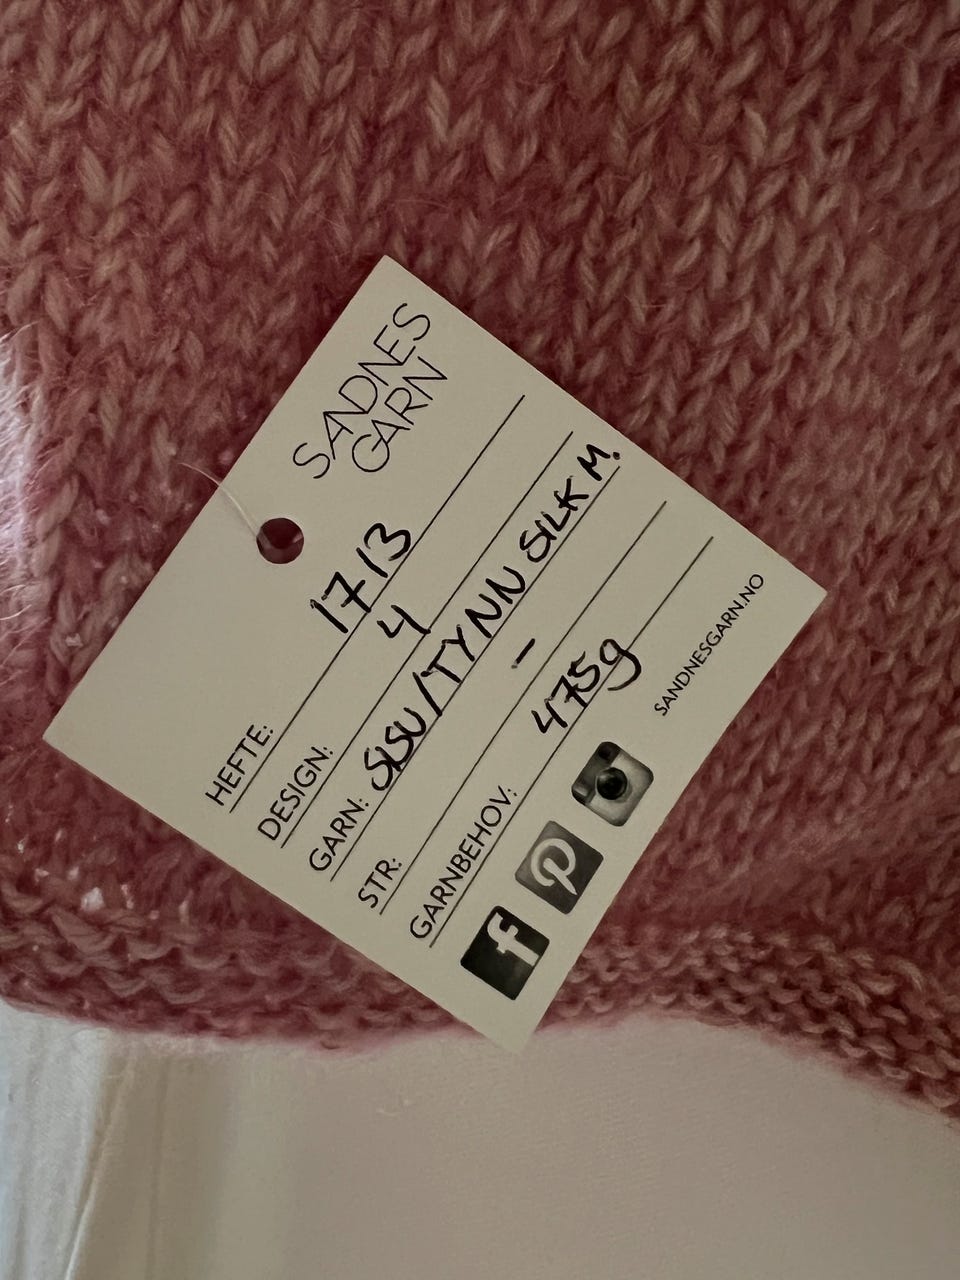 SANDNES
GARN
HEFTE: 1713
DESIGN: 4
GARN: SISU/TYNN SILK M.
STR: -
GARNBEHOV: 475g
SANDNESGARN.NO